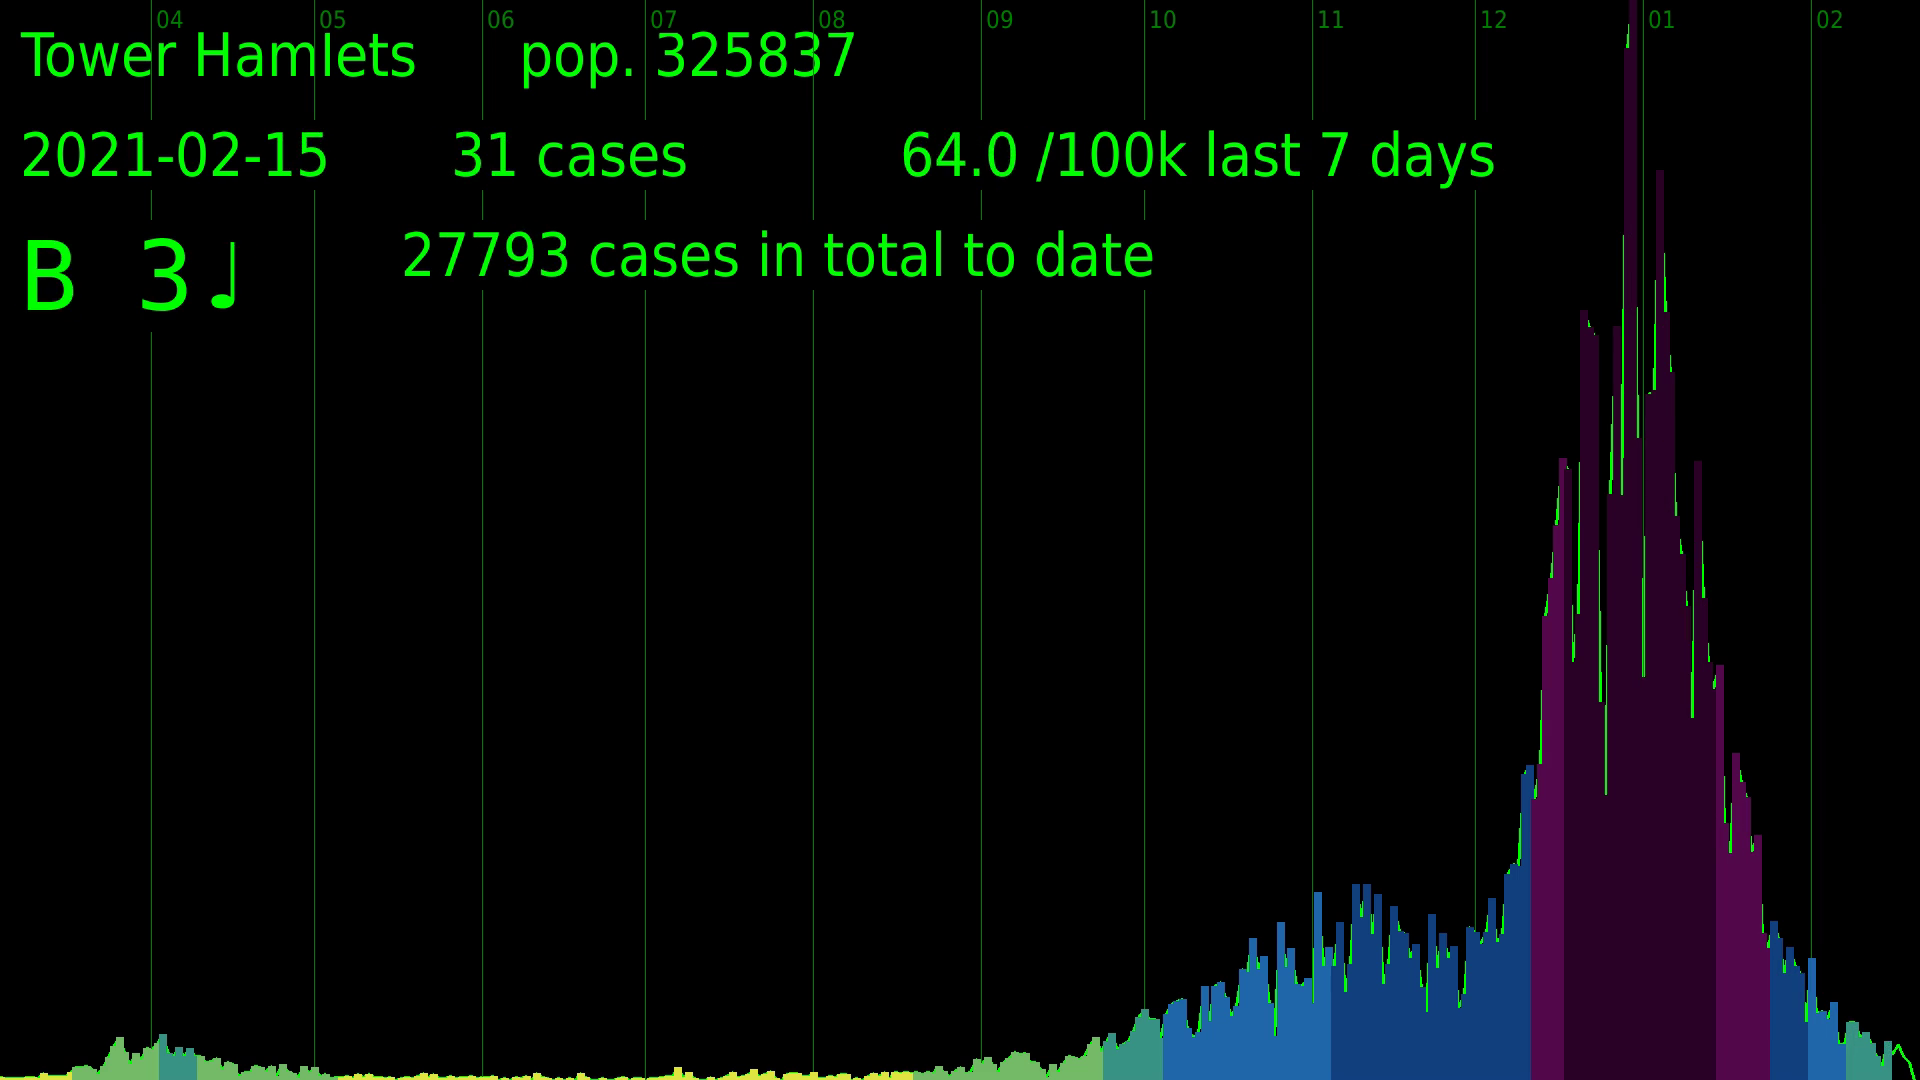 04 05 06 07 08 09 10 11 12 01 02
Tower Hamlets pop. 325837
2021-02-15 31 cases 64.0 /100k last 7 days
B 3♩ 27793 cases in total to date